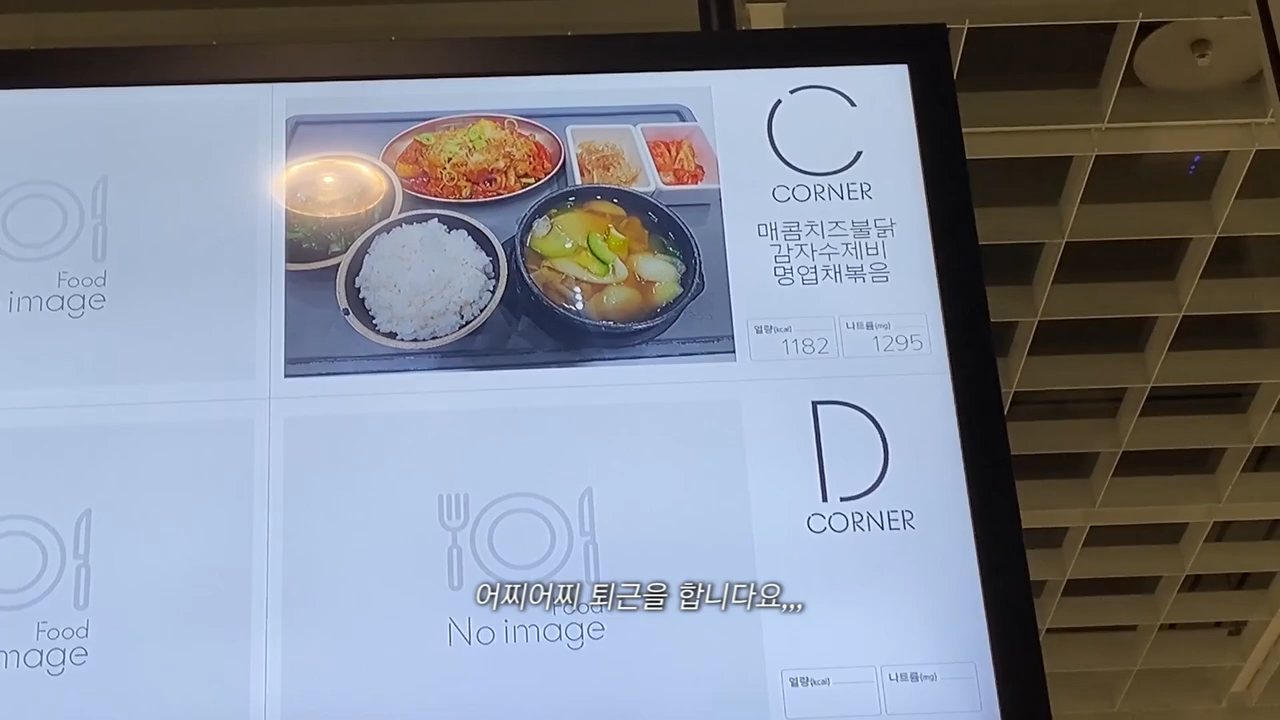 Food
image
C
CORNER
매콤치즈불닭
감자수제비
명엽채볶음
열량(kcal)
1182
나트륨(mg)
1295
Food
No image
D
CORNER
열량(kcal)
나트륨(mg)
Food
어찌어찌 퇴근을 합니다요,,,